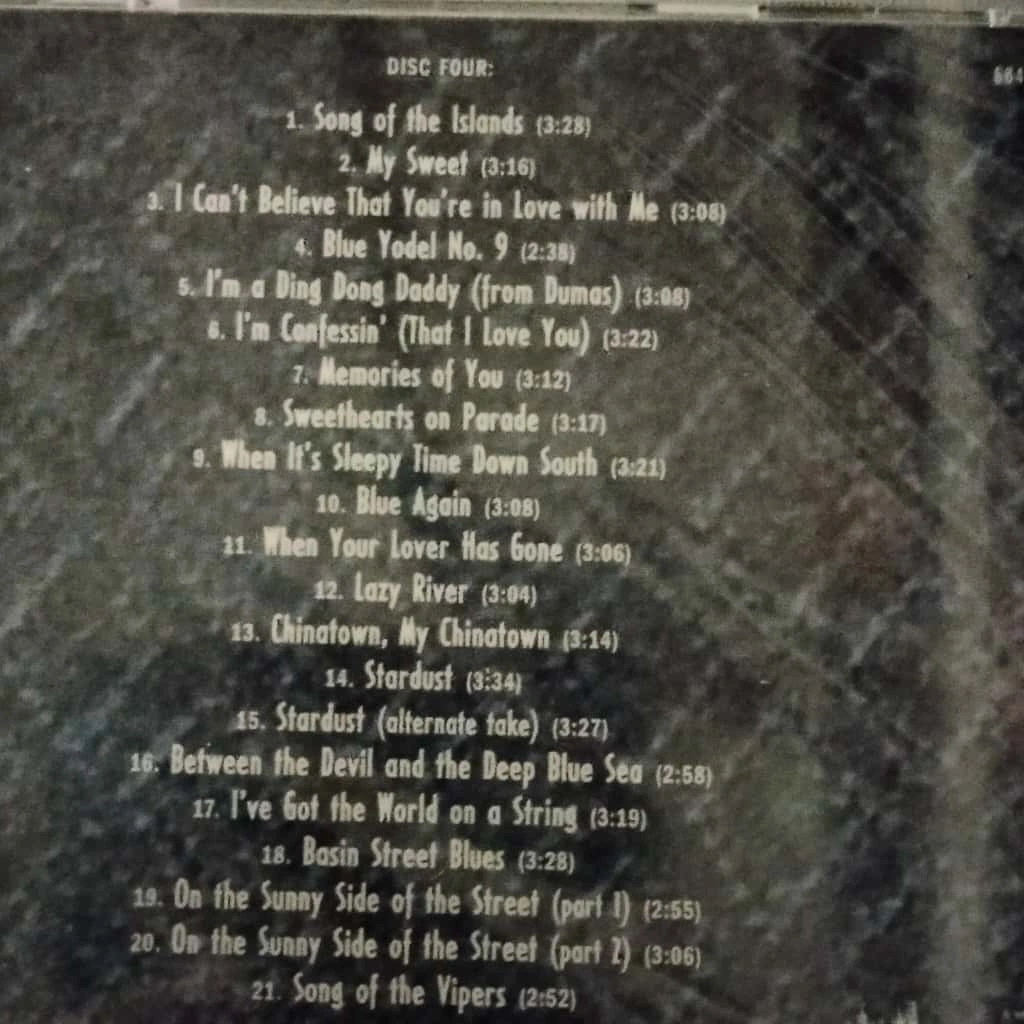 DISC FOUR:
1. Song of the Islands (3:28)
2. My Sweet (3:16)
3. I Can't Believe That You're in Love with Me (3:08)
4. Blue Yodel No. 9 (2:38)
5. I'm a Ding Dong Daddy (from Dumas) (3:08)
6. I'm Confessin' (That I Love You) (3:22)
7. Memories of You (3:12)
8. Sweethearts on Parade (3:17)
9. When It's Sleepy Time Down South (3:21)
10. Blue Again (3:08)
11. When Your Lover Has Gone (3:06)
12. Lazy River (3:04)
13. Chinatown, My Chinatown (3:14)
14. Stardust (3:34)
15. Stardust (alternate take) (3:27)
16. Between the Devil and the Deep Blue Sea (2:58)
17. I've Got the World on a String (3:19)
18. Basin Street Blues (3:28)
19. On the Sunny Side of the Street (part 1) (2:55)
20. On the Sunny Side of the Street (part 2) (3:06)
21. Song of the Vipers (2:52)